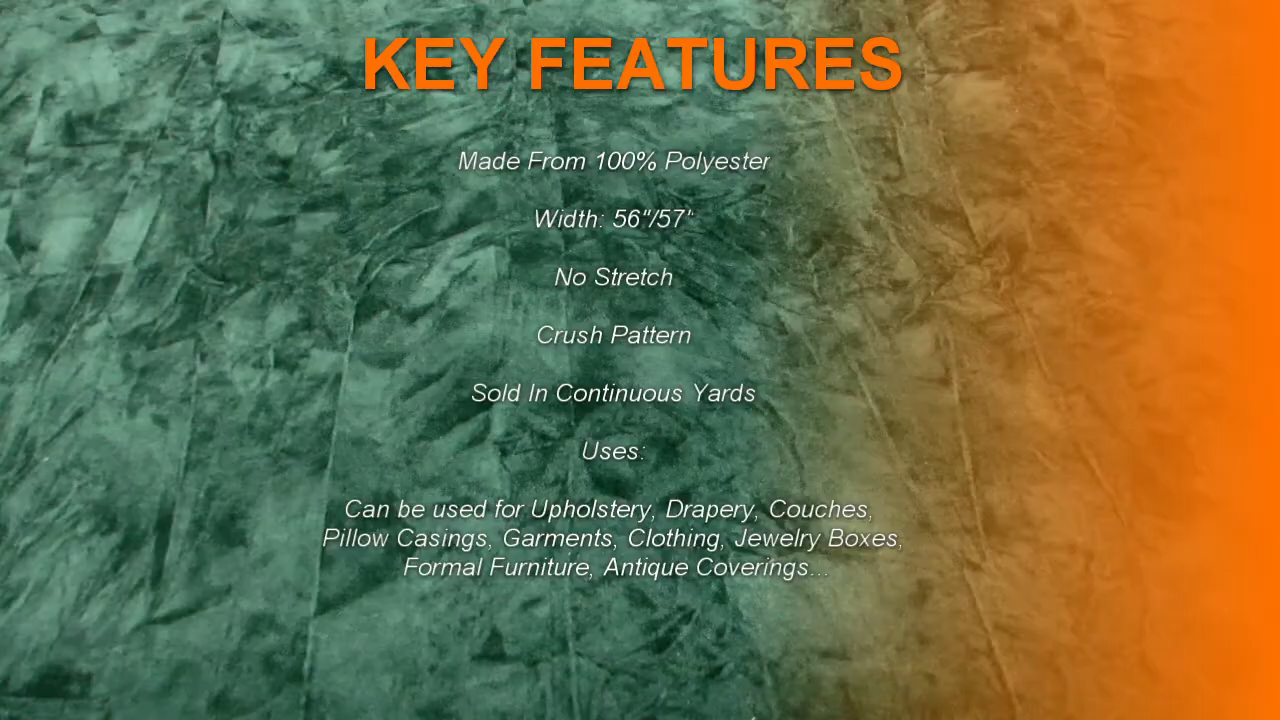 KEY FEATURES
Made From 100% Polyester
Width: 56"/57"
No Stretch
Crush Pattern
Sold In Continuous Yards
Uses:
Can be used for Upholstery, Drapery, Couches,
Pillow Casings, Garments, Clothing, Jewelry Boxes,
Formal Furniture, Antique Coverings...